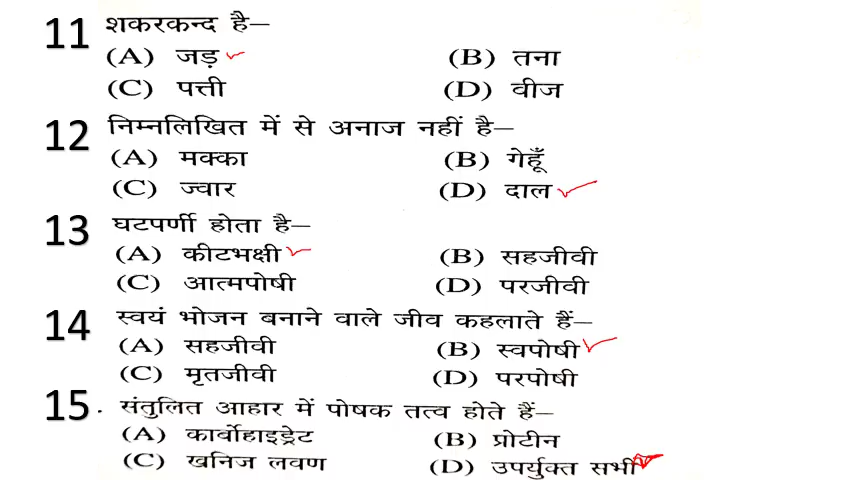 11 शकरकन्द है–
(A) जड़ (B) तना
(C) पत्ती (D) वीज
12 निम्नलिखित में से अनाज नहीं है–
(A) मक्का (B) गेहूँ
(C) ज्वार (D) दाल
13 घटपर्णी होता है–
(A) कीटभक्षी (B) सहजीवी
(C) आत्मपोषी (D) परजीवी
14 स्वयं भोजन बनाने वाले जीव कहलाते हैं–
(A) सहजीवी (B) स्वपोषी
(C) मृतजीवी (D) परपोषी
15. संतुलित आहार में पोषक तत्व होते हैं–
(A) कार्वोहाइड्रेट (B) प्रोटीन
(C) खनिज लवण (D) उपर्युक्त सभी